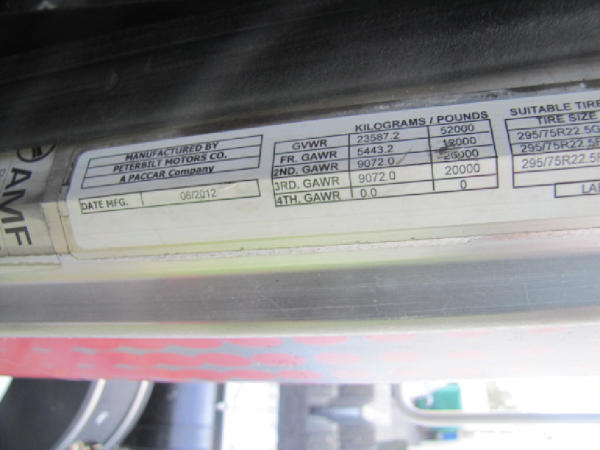 AMF
MANUFACTURED BY
PETERBILT MOTORS CO.
A PACCAR Company
DATE MFG. 06/2012
KILOGRAMS / POUNDS
GVWR 23587.2 52000
FR. GAWR 5443.2 12000
2ND. GAWR 9072.0 20000
3RD. GAWR 9072.0 20000
4TH. GAWR 0.0 0
SUITABLE TIRE
TIRE SIZE
295/75R22.5G
295/75R22.5
295/75R22.5